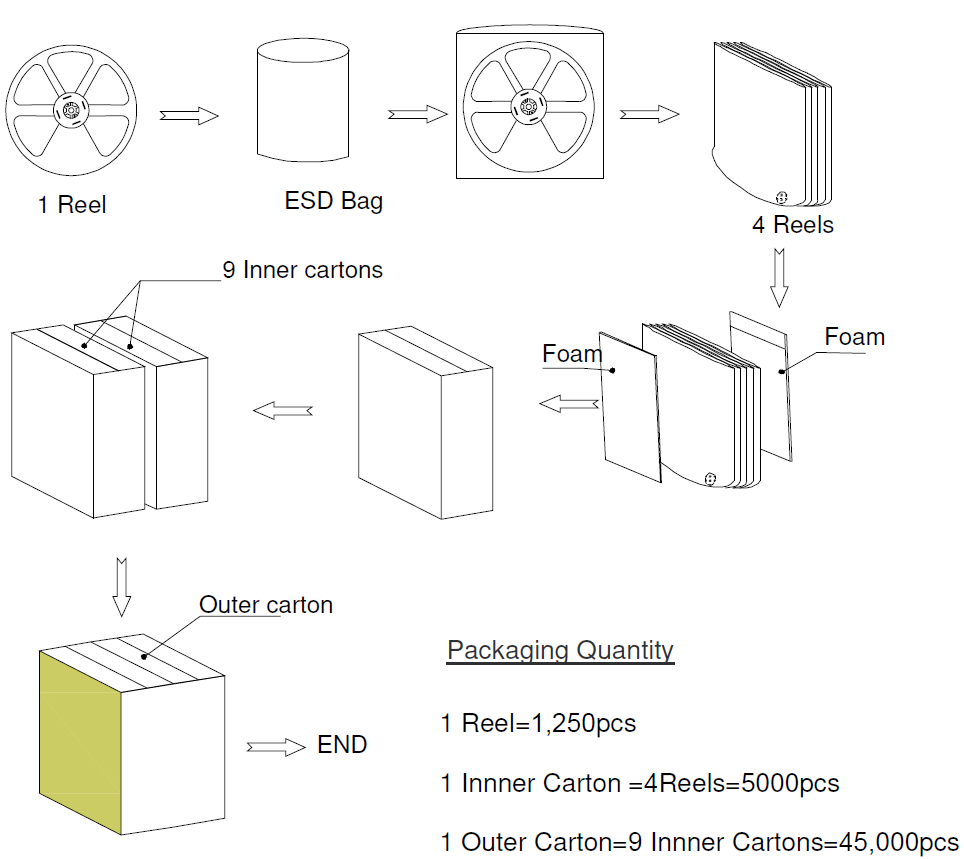 1 Reel
ESD Bag
4 Reels
9 Inner cartons
Foam
Foam
Outer carton
END
Packaging Quantity
1 Reel=1,250pcs
1 Innner Carton =4Reels=5000pcs
1 Outer Carton=9 Innner Cartons=45,000pcs